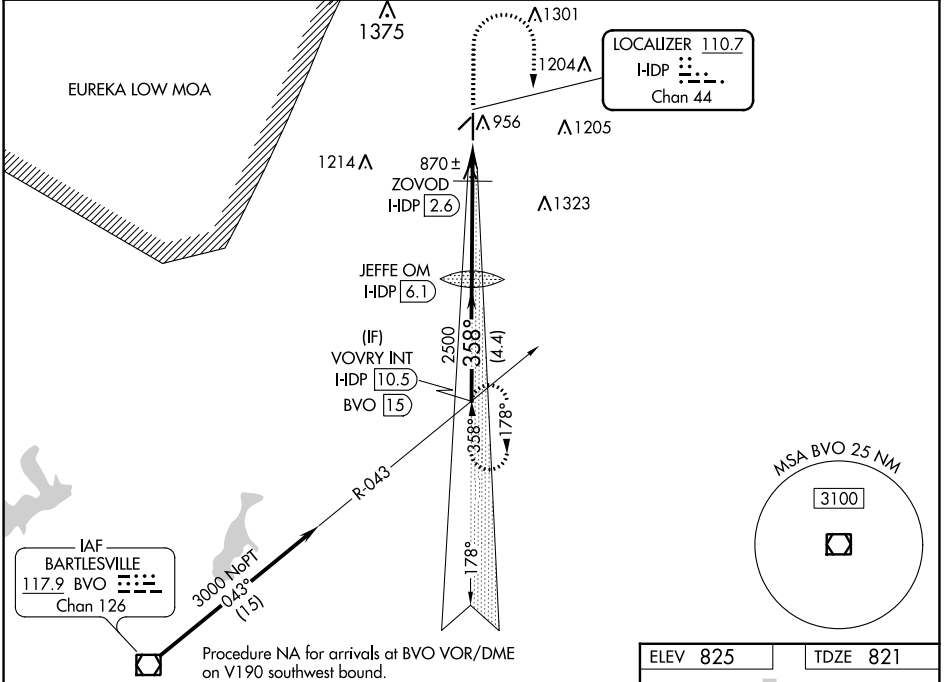 1375
1301
EUREKA LOW MOA
1204
LOCALIZER 110.7
I-IDP
Chan 44
956
1205
1214
870 ±
ZOVOD
I-IDP 2.6
1323
JEFFE OM
I-IDP 6.1
2500
358°
(4.4)
(IF)
VOVRY INT
I-IDP 10.5
BVO 15
358°
178°
R-043
178°
MSA BVO 25 NM
3100
IAF
BARTLESVILLE
117.9 BVO
Chan 126
3000 NoPT
043°
(15)
Procedure NA for arrivals at BVO VOR/DME
on V190 southwest bound.
ELEV 825
TDZE 821